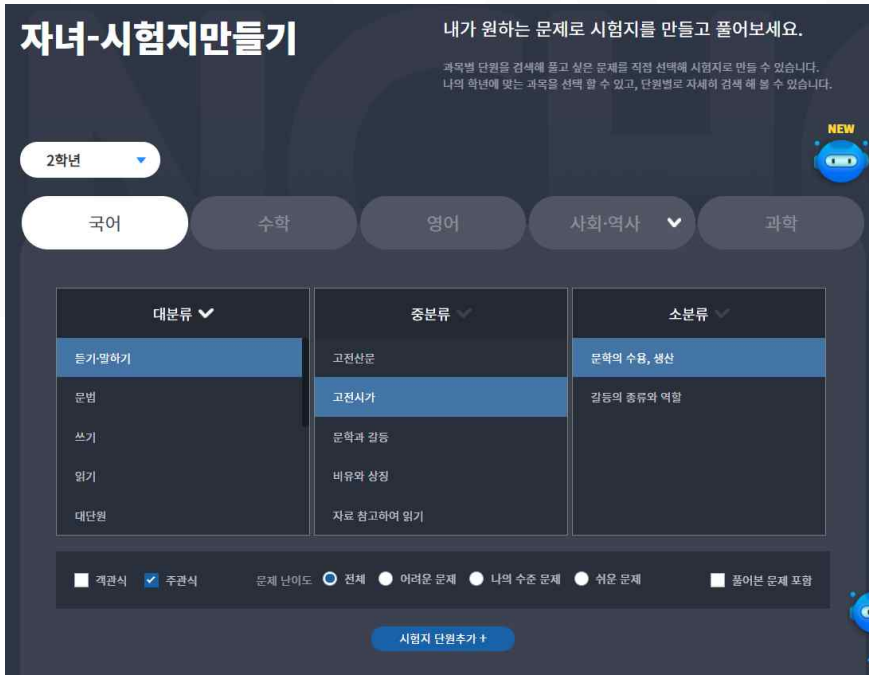 자녀-시험지만들기
내가 원하는 문제로 시험지를 만들고 풀어보세요.
과목별 단원을 검색해 풀고 싶은 문제를 직접 선택해 시험지로 만들 수 있습니다.
나의 학년에 맞는 과목을 선택 할 수 있고, 단원별로 자세히 검색 해 볼 수 있습니다.
NEW
2학년
국어 수학 영어 사회·역사 과학
대분류 중분류 소분류
듣기·말하기 고전산문 문학의 수용, 생산
문법 고전시가 갈등의 종류와 역할
쓰기 문학과 갈등
읽기 비유와 상징
대단원 자료 참고하여 읽기
객관식 주관식 문제 난이도 전체 어려운 문제 나의 수준 문제 쉬운 문제 풀어본 문제 포함
시험지 단원추가 +